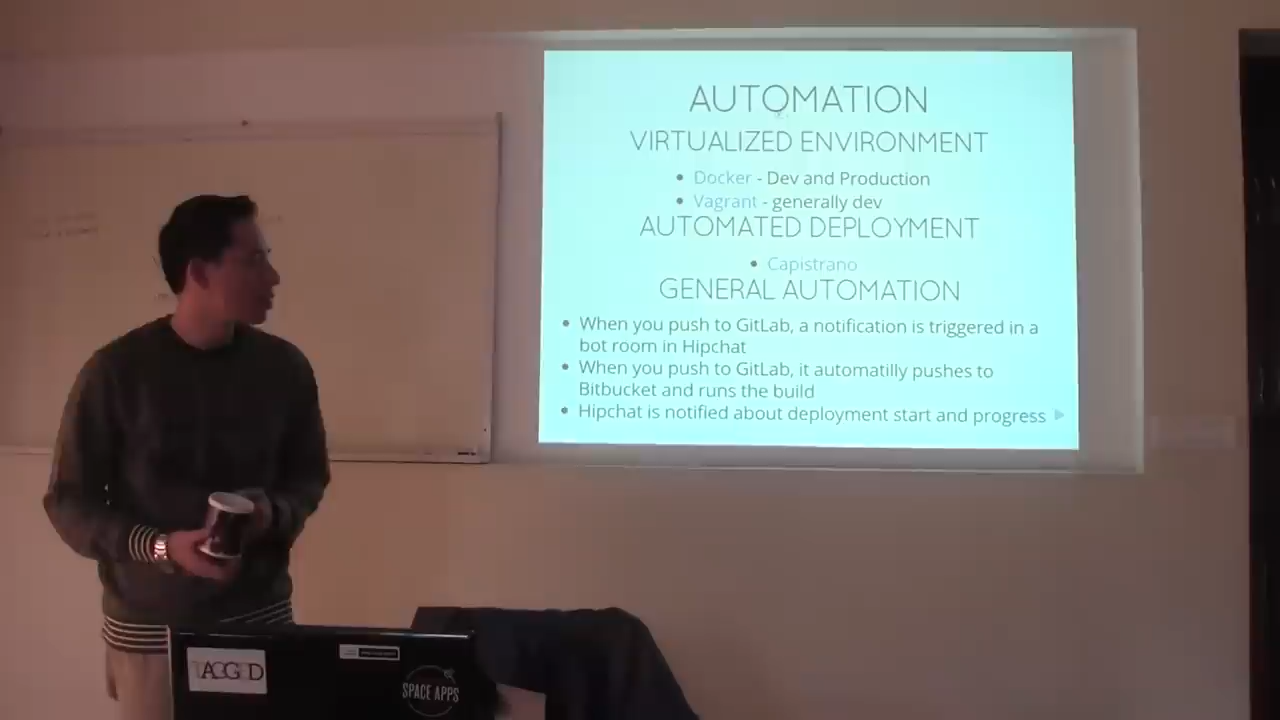 AUTOMATION
VIRTUALIZED ENVIRONMENT
• Docker - Dev and Production
• Vagrant - generally dev
AUTOMATED DEPLOYMENT
• Capistrano
GENERAL AUTOMATION
• When you push to GitLab, a notification is triggered in a
bot room in Hipchat
• When you push to GitLab, it automatilly pushes to
Bitbucket and runs the build
• Hipchat is notified about deployment start and progress
SPACE APPS